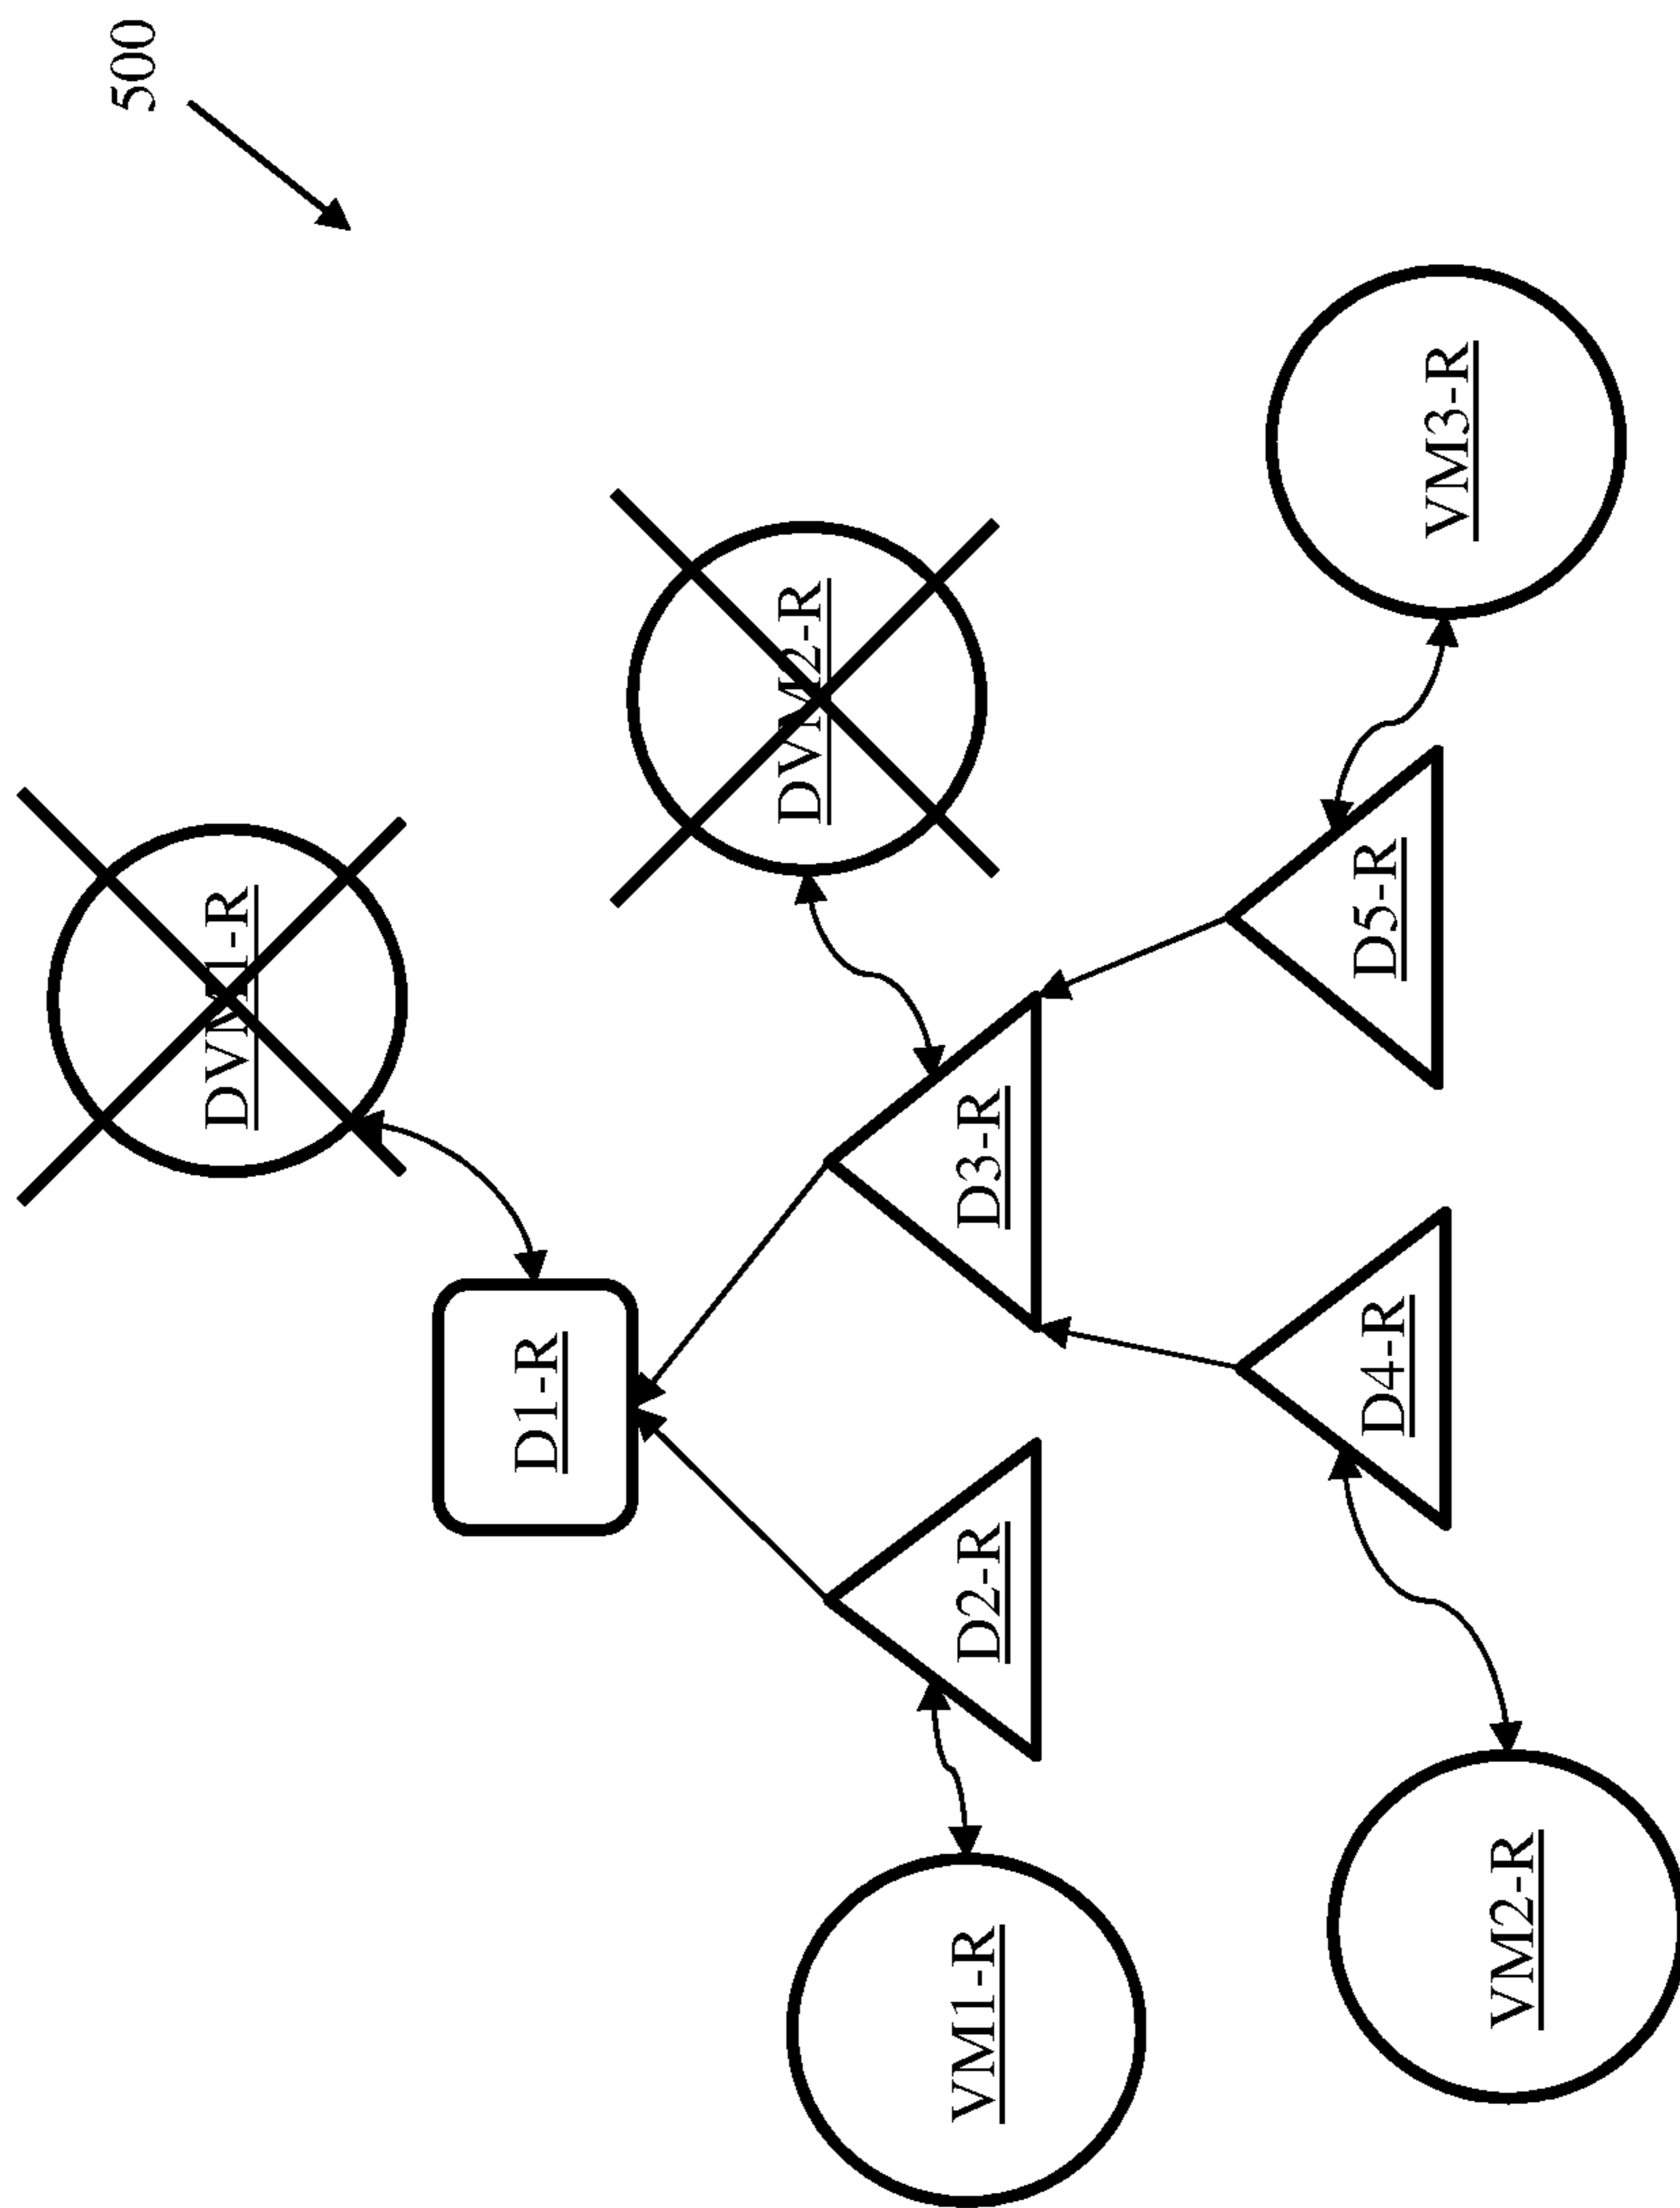 500
DVM1-R
D1-R
DVM2-R
VM1-R
D2-R
D3-R
D4-R
D5-R
VM3-R
VM2-R